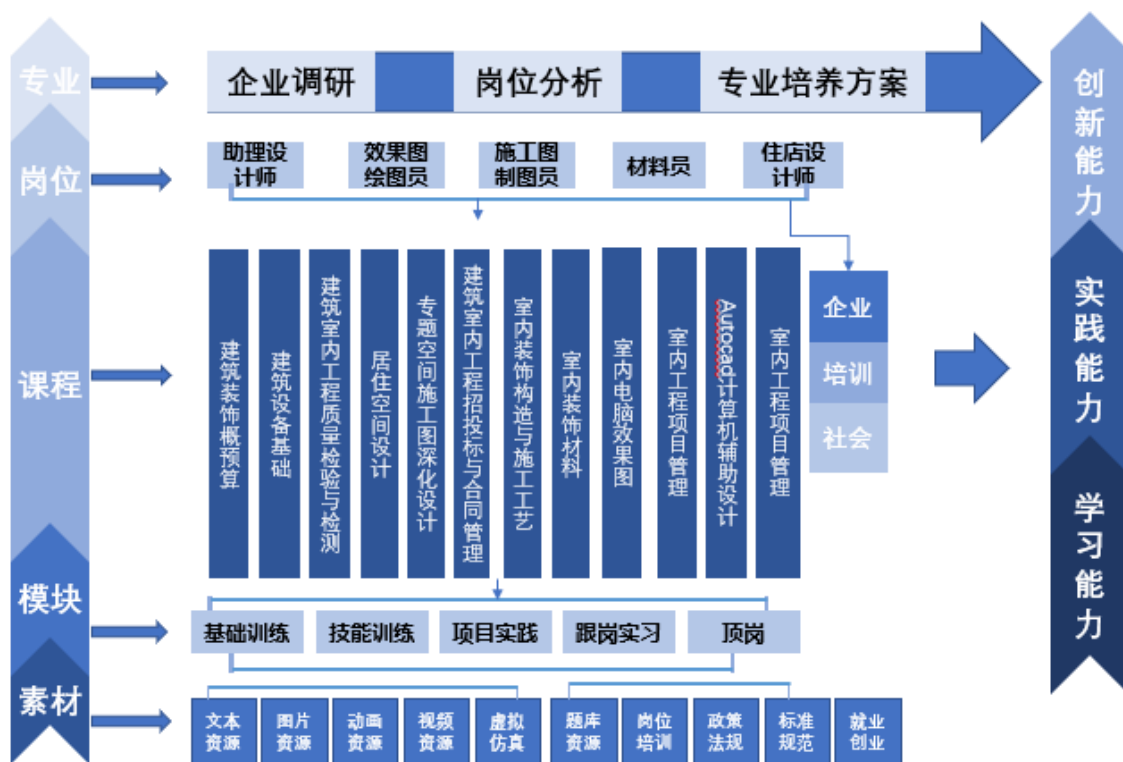 专业
企业调研
岗位分析
专业培养方案
岗位
助理设
计师
效果图
绘图员
施工图
制图员
材料员
住店设
计师
课程
建筑装饰概预算
建筑设备基础
建筑室内工程质量检验与检测
居住空间设计
专题空间施工图深化设计
建筑室内工程招投标与合同管理
室内装饰构造与施工工艺
室内装饰材料
室内电脑效果图
室内工程项目管理
Autocad计算机辅助设计
室内工程项目管理
企业
培训
社会
模块
基础训练
技能训练
项目实践
跟岗实习
顶岗
素材
文本
资源
图片
资源
动画
资源
视频
资源
虚拟
仿真
题库
资源
岗位
培训
政策
法规
标准
规范
就业
创业
创新能力
实践能力
学习能力